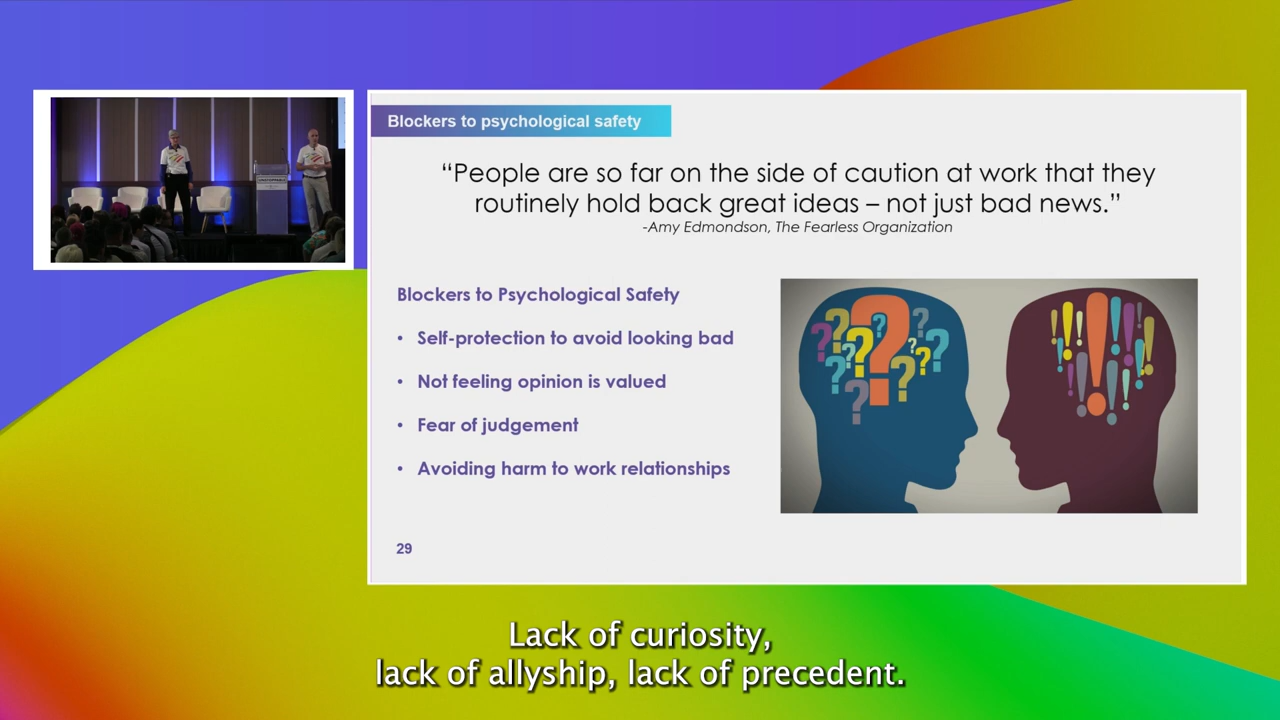 Blockers to psychological safety
“People are so far on the side of caution at work that they
routinely hold back great ideas – not just bad news.”
-Amy Edmondson, The Fearless Organization
Blockers to Psychological Safety
• Self-protection to avoid looking bad
• Not feeling opinion is valued
• Fear of judgement
• Avoiding harm to work relationships
29
Lack of curiosity,
lack of allyship, lack of precedent.